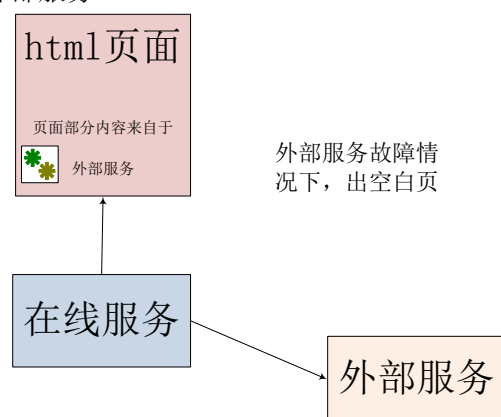 html页面
页面部分内容来自于
外部服务
外部服务故障情
况下，出空白页
在线服务
外部服务